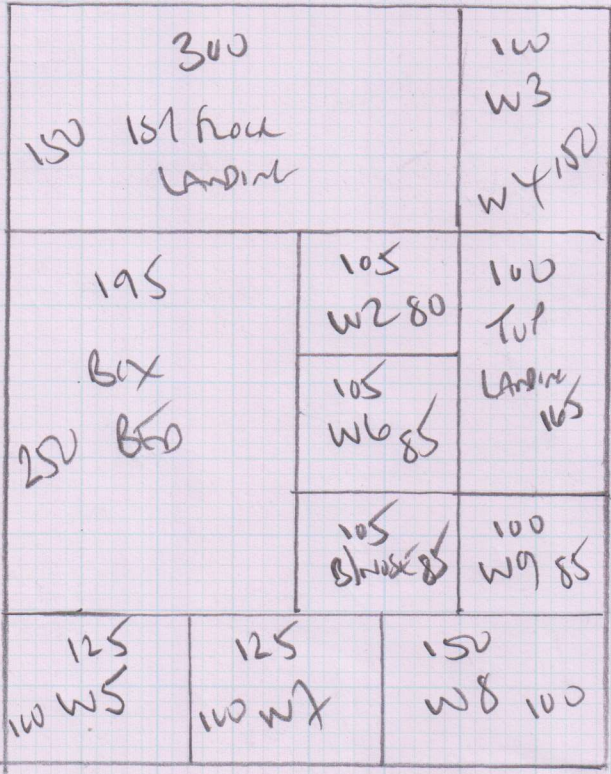 300
150 1ST FLOOR
LANDING
100
W3
W4 150
195
BOX
250 BED
105
W2 80
105
W6 85
105
B/NOSE 85
100
TOP
LANDING
165
100
W9 85
125
100 W5
125
100 W7
150
W8 100